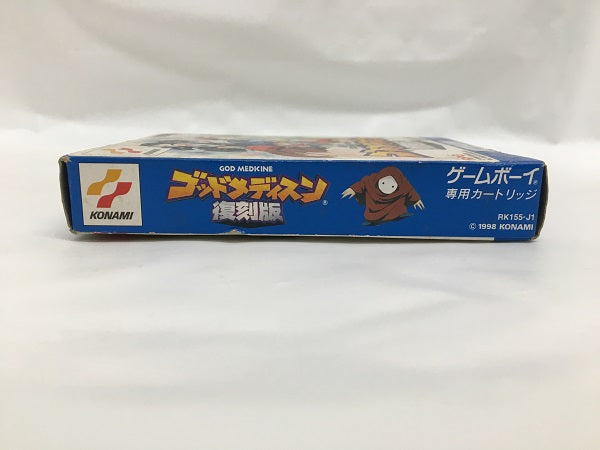 KONAMI
GOD MEDICINE
ゴッドメディスン
復刻版
®
ゲームボーイ®
専用カートリッジ
RK155-J1
© 1998 KONAMI